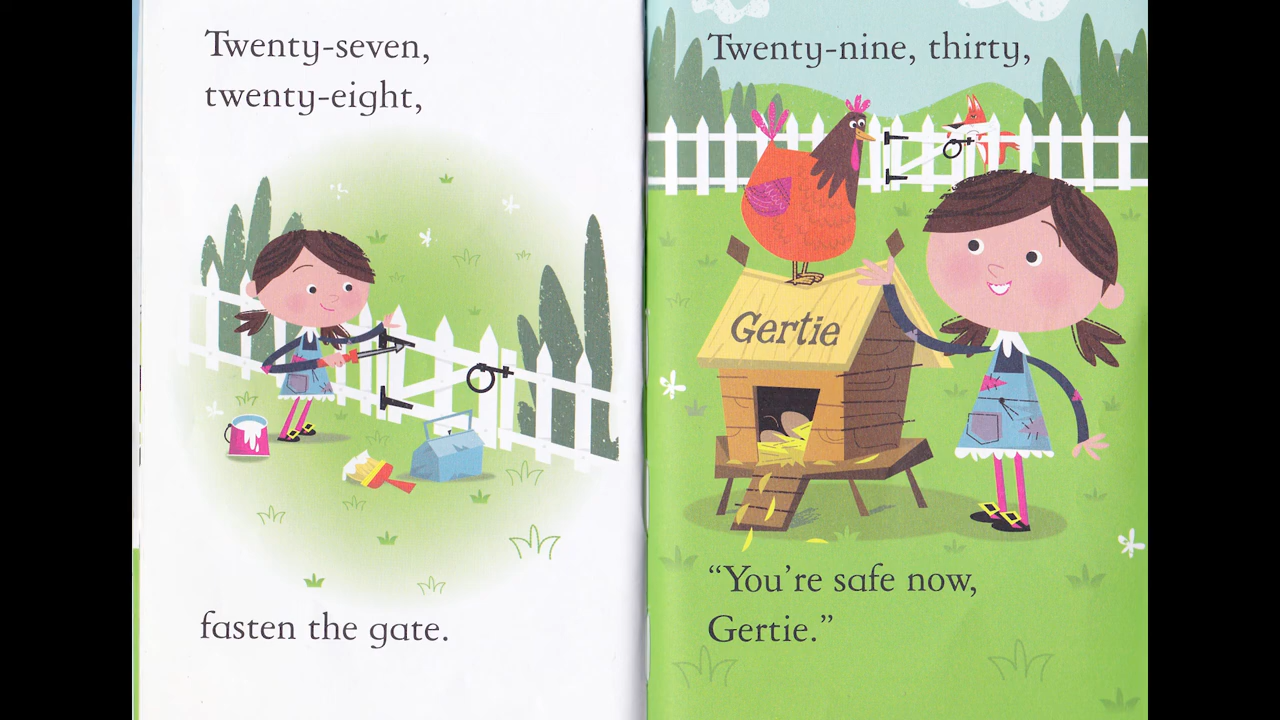 Twenty-seven,
twenty-eight,
fasten the gate.
Twenty-nine, thirty,
Gertie
“You’re safe now,
Gertie.”